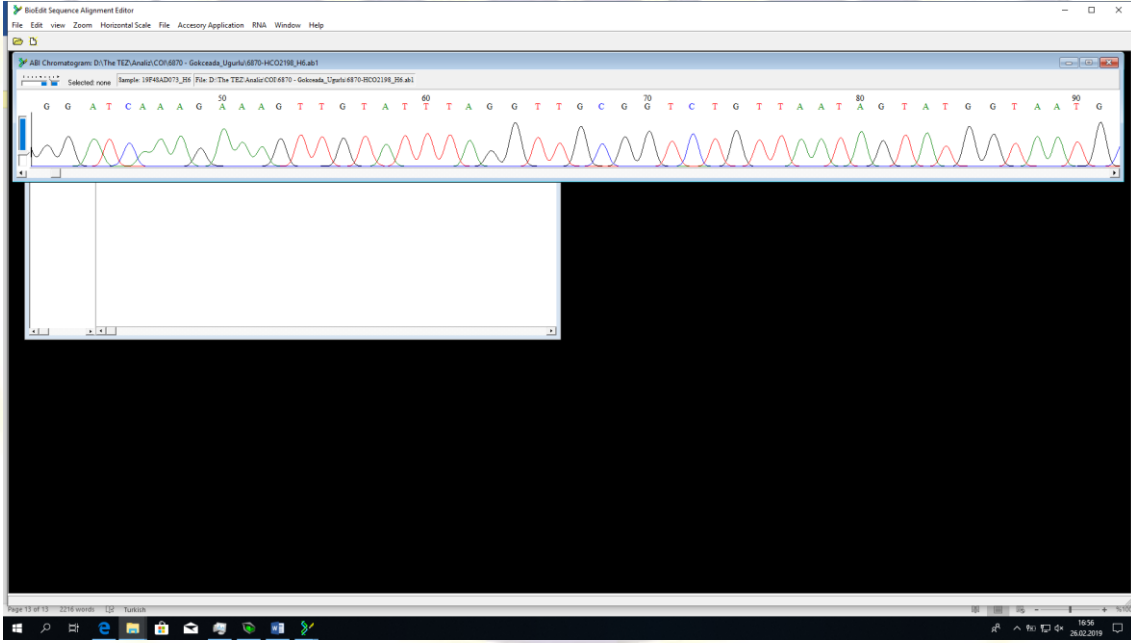 BioEdit Sequence Alignment Editor
File Edit view Zoom Horizontal Scale File Accesory Application RNA Window Help
ABI Chromatogram: D:\The TEZ\Analiz\COI\6870 - Gokceada_Ugurlu\6870-HCO2198_H6.ab1
Selected: none Sample: 19F48AD073_H6 File: D:\The TEZ\Analiz\COI\6870 - Gokceada_Ugurlu\6870-HCO2198_H6.ab1
50 60 70 80 90
G G A T C A A A G A A A G T T G T A T T T A G G T T G C G G T C T G T T A A T A G T A T G G T A A T G
Page 13 of 13 2216 words Turkish %100
16:56
26.02.2019